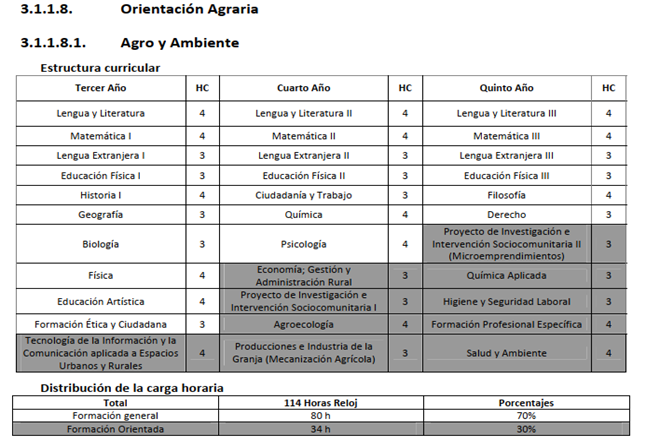 3.1.1.8. Orientación Agraria
3.1.1.8.1. Agro y Ambiente
Estructura curricular
Tercer Año HC Cuarto Año HC Quinto Año HC
Lengua y Literatura 4 Lengua y Literatura II 4 Lengua y Literatura III 4
Matemática I 4 Matemática II 4 Matemática III 4
Lengua Extranjera I 3 Lengua Extranjera II 3 Lengua Extranjera III 3
Educación Física I 3 Educación Física II 3 Educación Física III 3
Historia I 4 Ciudadanía y Trabajo 3 Filosofía 4
Geografía 3 Química 4 Derecho 3
Biología 3 Psicología 4 Proyecto de Investigación e
Intervención Sociocomunitaria II
(Microemprendimientos) 3
Física 4 Economía; Gestión y
Administración Rural 3 Química Aplicada 3
Educación Artística 4 Proyecto de Investigación e
Intervención Sociocomunitaria I 3 Higiene y Seguridad Laboral 3
Formación Ética y Ciudadana 3 Agroecología 4 Formación Profesional Específica 4
Tecnología de la Información y la
Comunicación aplicada a Espacios
Urbanos y Rurales 4 Producciones e Industria de la
Granja (Mecanización Agrícola) 3 Salud y Ambiente 4
Distribución de la carga horaria
Total 114 Horas Reloj Porcentajes
Formación general 80 h 70%
Formación Orientada 34 h 30%